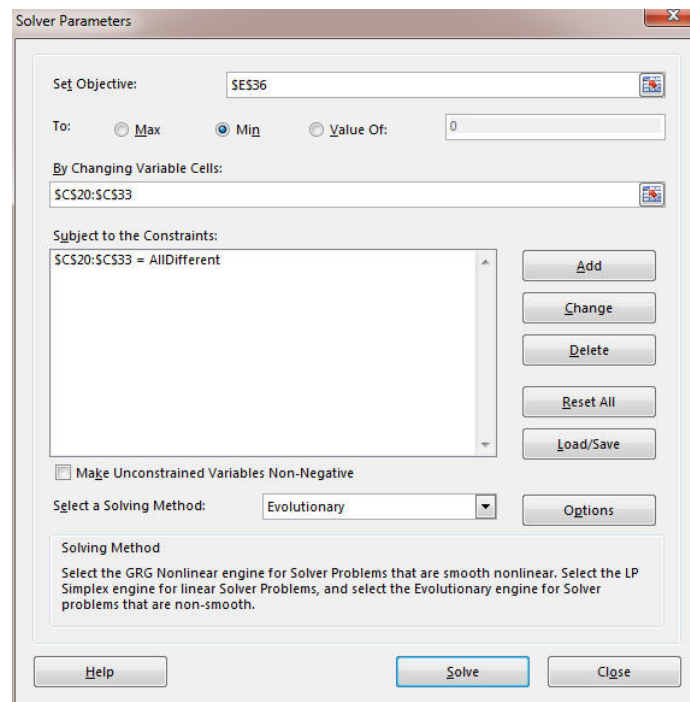 Solver Parameters
Set Objective: $E$36
To: Max Min Value Of: 0
By Changing Variable Cells:
$C$20:$C$33
Subject to the Constraints:
$C$20:$C$33 = AllDifferent
Add
Change
Delete
Reset All
Load/Save
Make Unconstrained Variables Non-Negative
Select a Solving Method: Evolutionary Options
Solving Method
Select the GRG Nonlinear engine for Solver Problems that are smooth nonlinear. Select the LP
Simplex engine for linear Solver Problems, and select the Evolutionary engine for Solver
problems that are non-smooth.
Help Solve Close